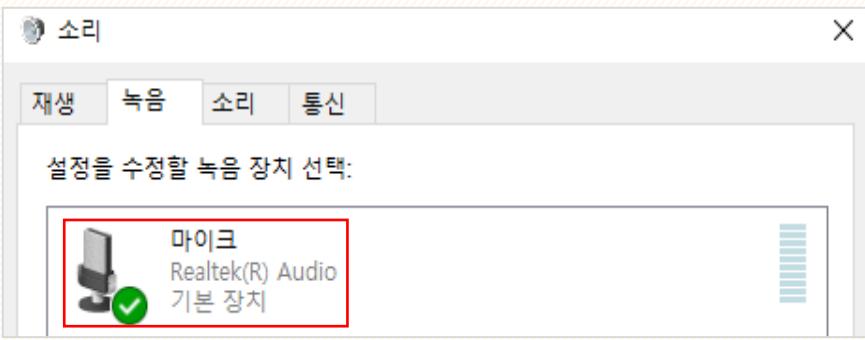 소리
재생 녹음 소리 통신
설정을 수정할 녹음 장치 선택:
마이크
Realtek(R) Audio
기본 장치